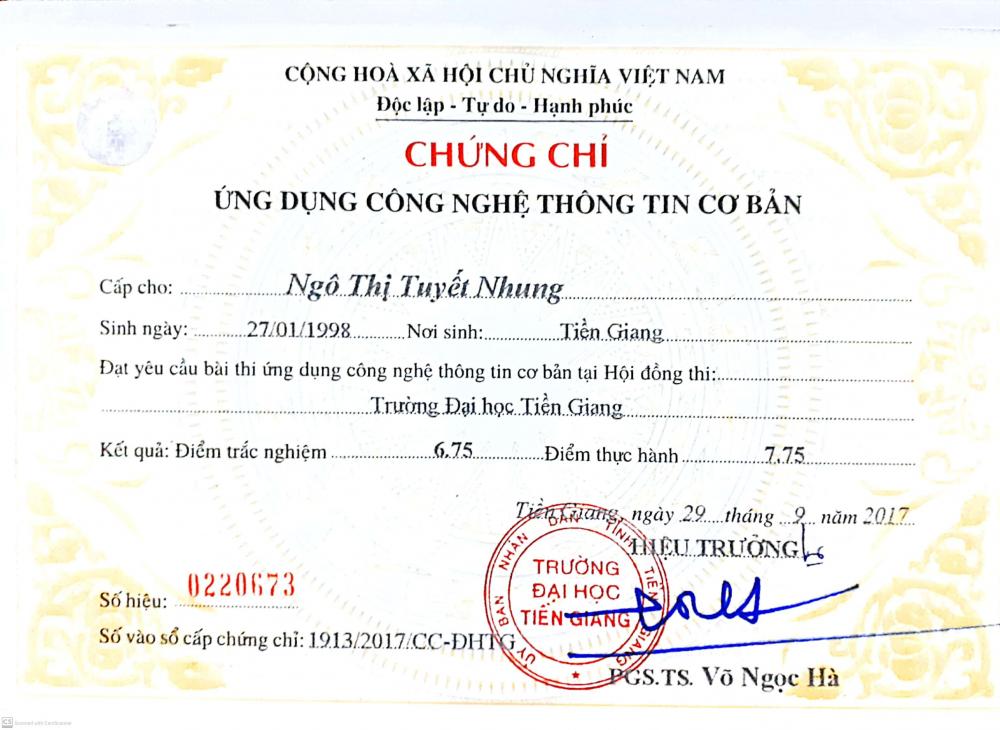 CỘNG HOÀ XÃ HỘI CHỦ NGHĨA VIỆT NAM
Độc lập - Tự do - Hạnh phúc
CHỨNG CHỈ
ỨNG DỤNG CÔNG NGHỆ THÔNG TIN CƠ BẢN
Cấp cho: Ngô Thị Tuyết Nhung
Sinh ngày: 27/01/1998 Nơi sinh: Tiền Giang
Đạt yêu cầu bài thi ứng dụng công nghệ thông tin cơ bản tại Hội đồng thi:
Trường Đại học Tiền Giang
Kết quả: Điểm trắc nghiệm 6.75 Điểm thực hành 7.75
Tiền Giang, ngày 29 tháng 9 năm 2017
HIỆU TRƯỞNG
ỦY BAN NHÂN DÂN TỈNH TIỀN GIANG
TRƯỜNG
ĐẠI HỌC
TIỀN GIANG
Số hiệu: 0220673
Số vào sổ cấp chứng chỉ: 1913/2017/CC-ĐHTG
PGS.TS. Võ Ngọc Hà
CS Scanned with CamScanner